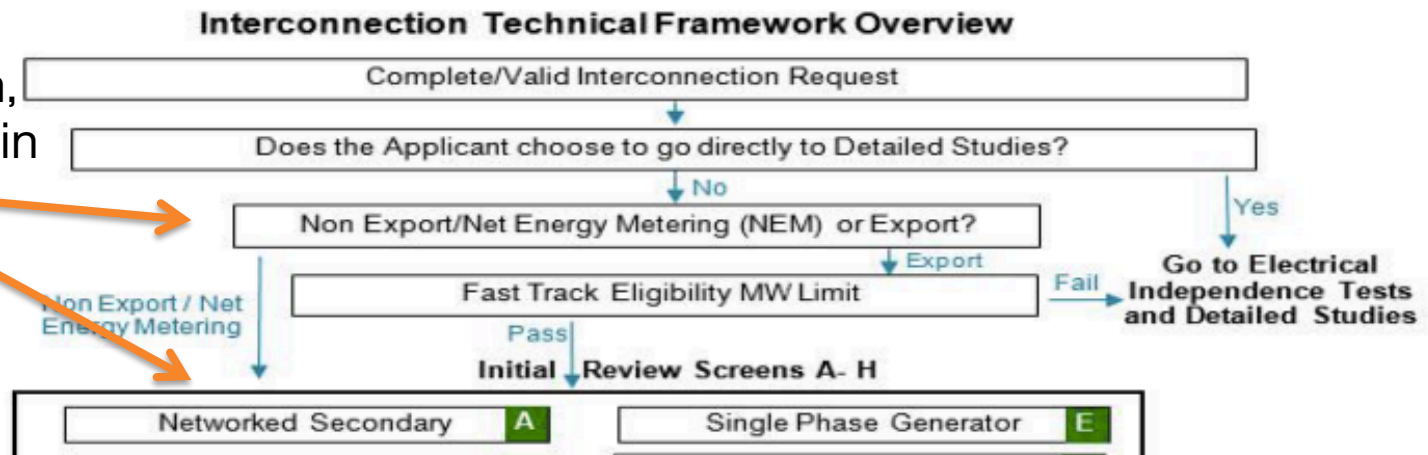 Interconnection Technical Framework Overview
Complete/Valid Interconnection Request
in
Does the Applicant choose to go directly to Detailed Studies?
No
Yes
Non Export/Net Energy Metering (NEM) or Export?
Export
Go to Electrical
Independence Tests
and Detailed Studies
Fast Track Eligibility MW Limit
Fail
Non Export / Net
Energy Metering
Pass
Initial Review Screens A- H
Networked Secondary A
Single Phase Generator E